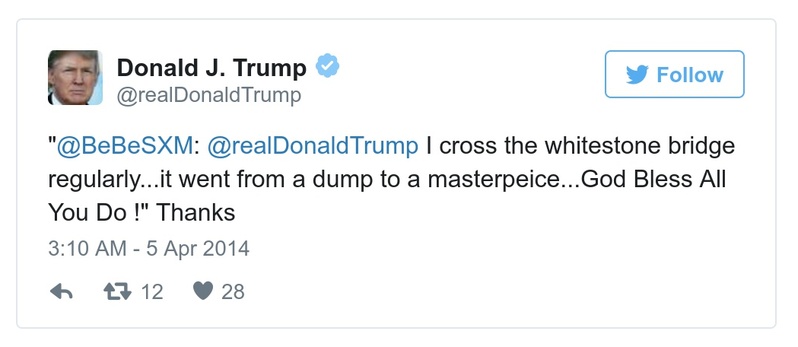 Donald J. Trump
@realDonaldTrump
Follow
"@BeBeSXM: @realDonaldTrump I cross the whitestone bridge
regularly...it went from a dump to a masterpeice...God Bless All
You Do !" Thanks
3:10 AM - 5 Apr 2014
12 28